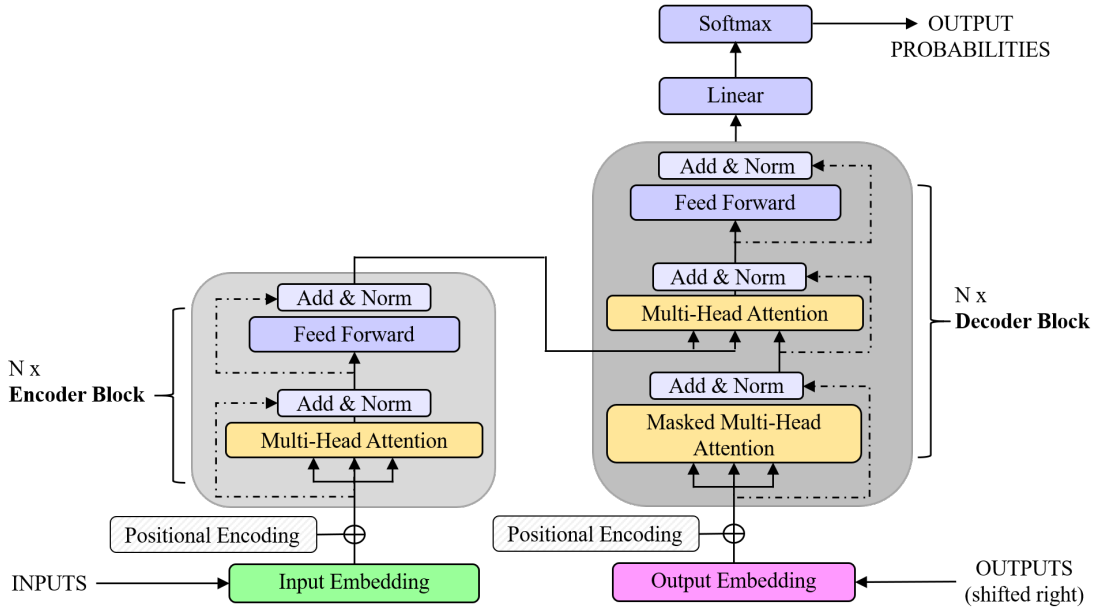 Softmax
OUTPUT
PROBABILITIES
Linear
Add & Norm
Feed Forward
Add & Norm
Multi-Head Attention
Add & Norm
Masked Multi-Head
Attention
N x
Decoder Block
Add & Norm
Feed Forward
Add & Norm
Multi-Head Attention
N x
Encoder Block
Positional Encoding
Positional Encoding
INPUTS
Input Embedding
Output Embedding
OUTPUTS
(shifted right)